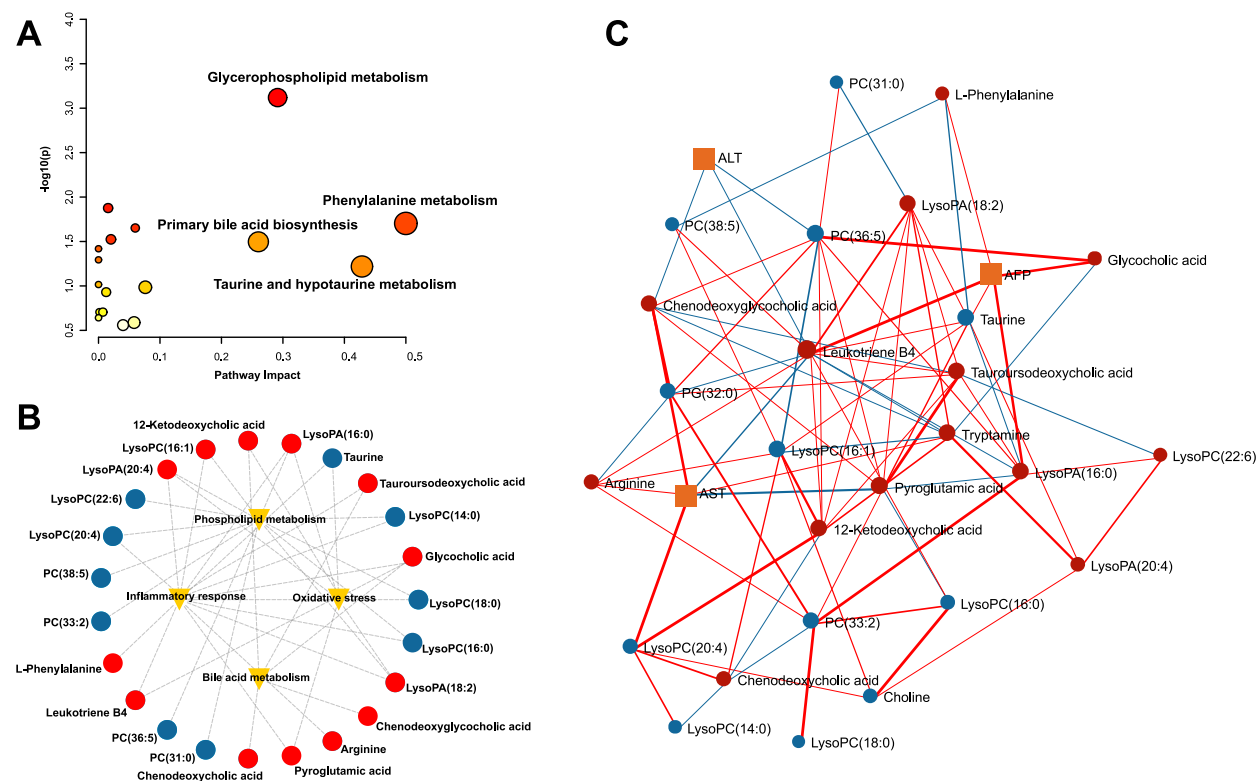 A
4.0
3.5
3.0
2.5
2.0
1.5
1.0
0.5
-log10(p)
Glycerophospholipid metabolism
Phenylalanine metabolism
Primary bile acid biosynthesis
Taurine and hypotaurine metabolism
0.0
0.1
0.2
0.3
0.4
0.5
Pathway Impact
B
12-Ketodeoxycholic acid
LysoPC(16:1)
LysoPA(16:0)
LysoPA(20:4)
Taurine
LysoPC(22:6)
Tauroursodeoxycholic acid
LysoPC(20:4)
Phospholipid metabolism
LysoPC(14:0)
PC(38:5)
Glycocholic acid
Inflammatory response
Oxidative stress
LysoPC(18:0)
PC(33:2)
LysoPC(16:0)
L-Phenylalanine
Bile acid metabolism
LysoPA(18:2)
Leukotriene B4
Chenodeoxyglycocholic acid
PC(36:5)
Arginine
PC(31:0)
Pyroglutamic acid
Chenodeoxycholic acid
C
PC(31:0)
L-Phenylalanine
ALT
LysoPA(18:2)
PC(38:5)
PC(36:5)
Glycocholic acid
AFP
Chenodeoxyglycocholic acid
Taurine
Leukotriene B4
Tauroursodeoxycholic acid
PG(32:0)
Tryptamine
LysoPC(16:1)
LysoPC(22:6)
LysoPA(16:0)
Arginine
Pyroglutamic acid
AST
12-Ketodeoxycholic acid
LysoPA(20:4)
LysoPC(16:0)
PC(33:2)
LysoPC(20:4)
Chenodeoxycholic acid
Choline
LysoPC(14:0)
LysoPC(18:0)